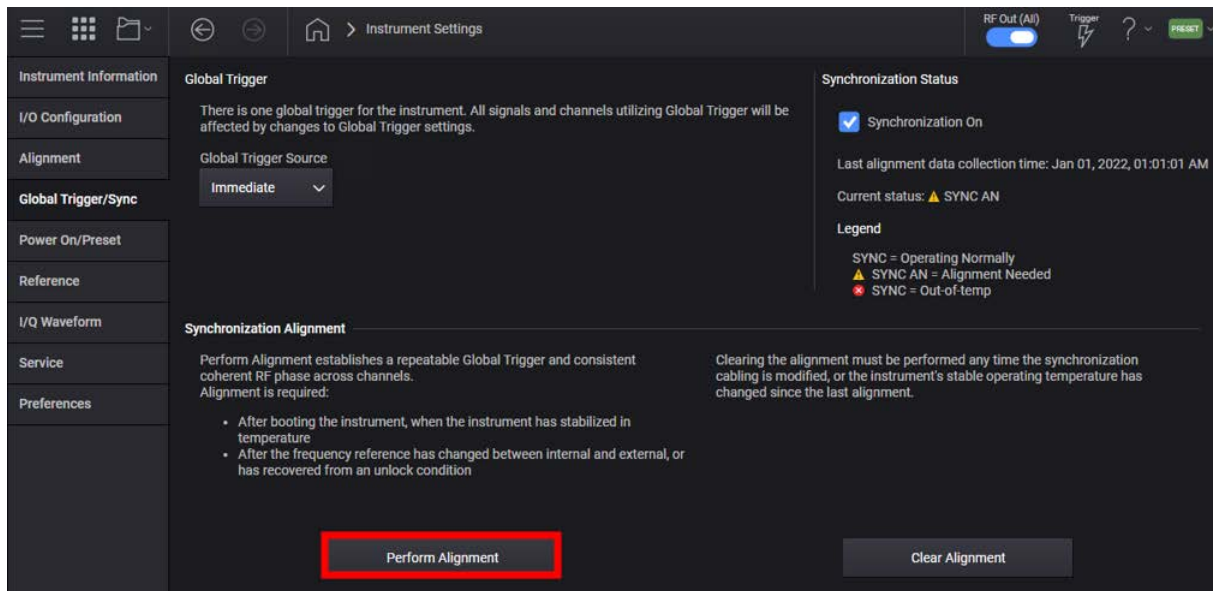 Instrument Settings
RF Out (All)
Trigger
?
PRESET
Instrument Information
I/O Configuration
Alignment
Global Trigger/Sync
Power On/Preset
Reference
I/Q Waveform
Service
Preferences
Global Trigger
There is one global trigger for the instrument. All signals and channels utilizing Global Trigger will be
affected by changes to Global Trigger settings.
Global Trigger Source
Immediate
Synchronization Status
Synchronization On
Last alignment data collection time: Jan 01, 2022, 01:01:01 AM
Current status: SYNC AN
Legend
SYNC = Operating Normally
SYNC AN = Alignment Needed
SYNC = Out-of-temp
Synchronization Alignment
Perform Alignment establishes a repeatable Global Trigger and consistent
coherent RF phase across channels.
Alignment is required:
• After booting the instrument, when the instrument has stabilized in
temperature
• After the frequency reference has changed between internal and external, or
has recovered from an unlock condition
Clearing the alignment must be performed any time the synchronization
cabling is modified, or the instrument's stable operating temperature has
changed since the last alignment.
Perform Alignment
Clear Alignment